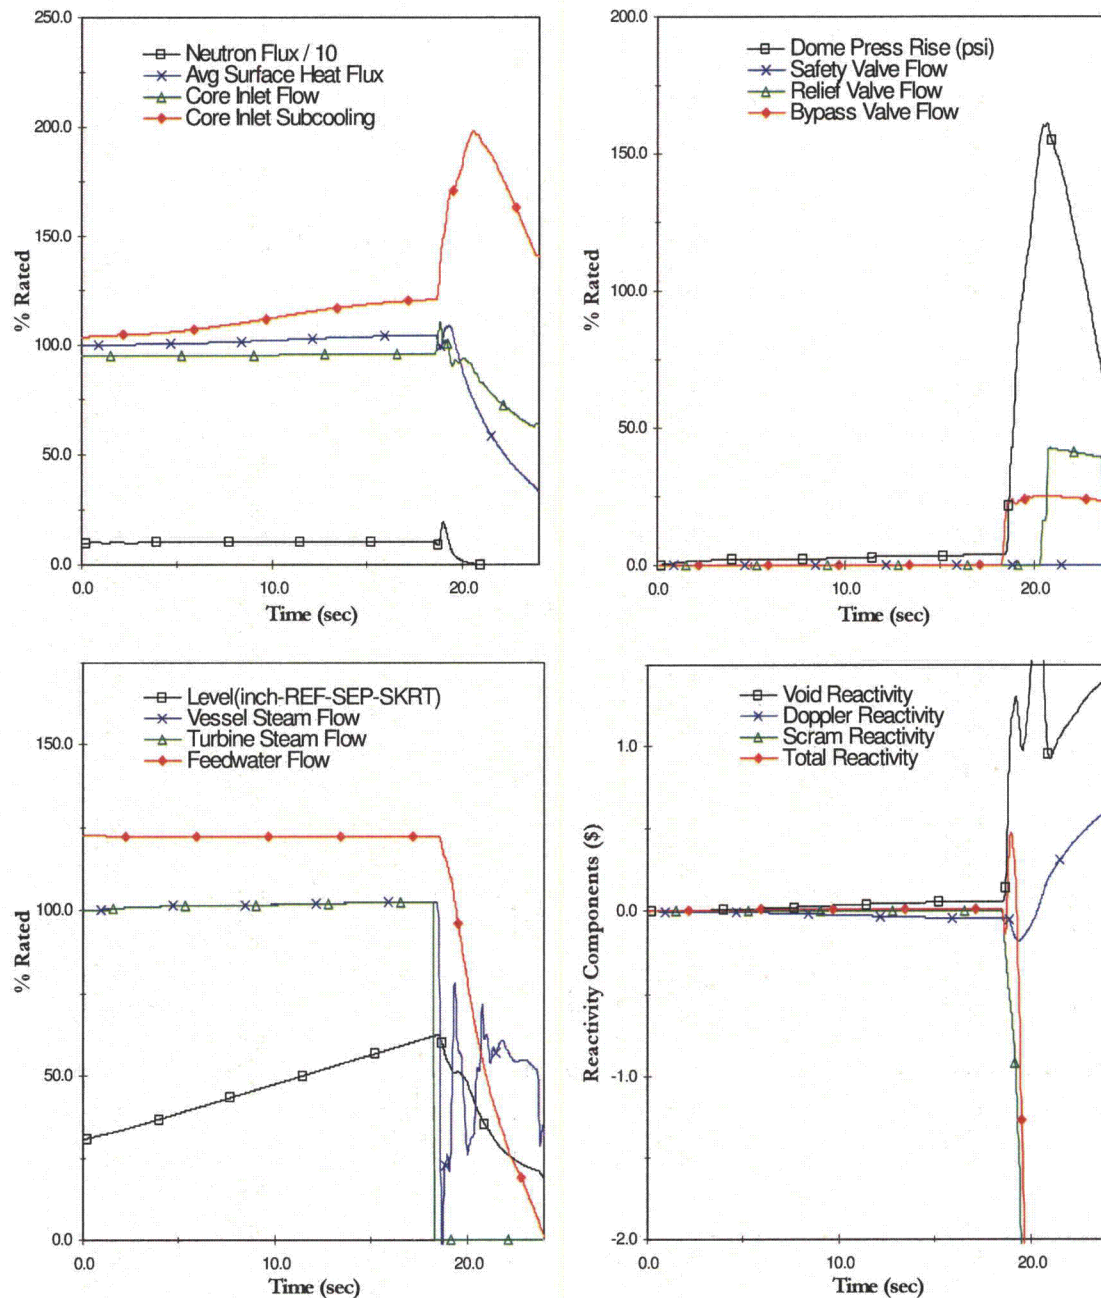 250.0
200.0
150.0
100.0
50.0
0.0
% Rated
Neutron Flux / 10
Avg Surface Heat Flux
Core Inlet Flow
Core Inlet Subcooling
0.0 10.0 20.0
Time (sec)
200.0
150.0
100.0
50.0
0.0
% Rated
Dome Press Rise (psi)
Safety Valve Flow
Relief Valve Flow
Bypass Valve Flow
0.0 10.0 20.0
Time (sec)
150.0
100.0
50.0
0.0
% Rated
Level(inch-REF-SEP-SKRT)
Vessel Steam Flow
Turbine Steam Flow
Feedwater Flow
0.0 10.0 20.0
Time (sec)
1.0
0.0
-1.0
-2.0
Reactivity Components ($)
Void Reactivity
Doppler Reactivity
Scram Reactivity
Total Reactivity
0.0 10.0 20.0
Time (sec)